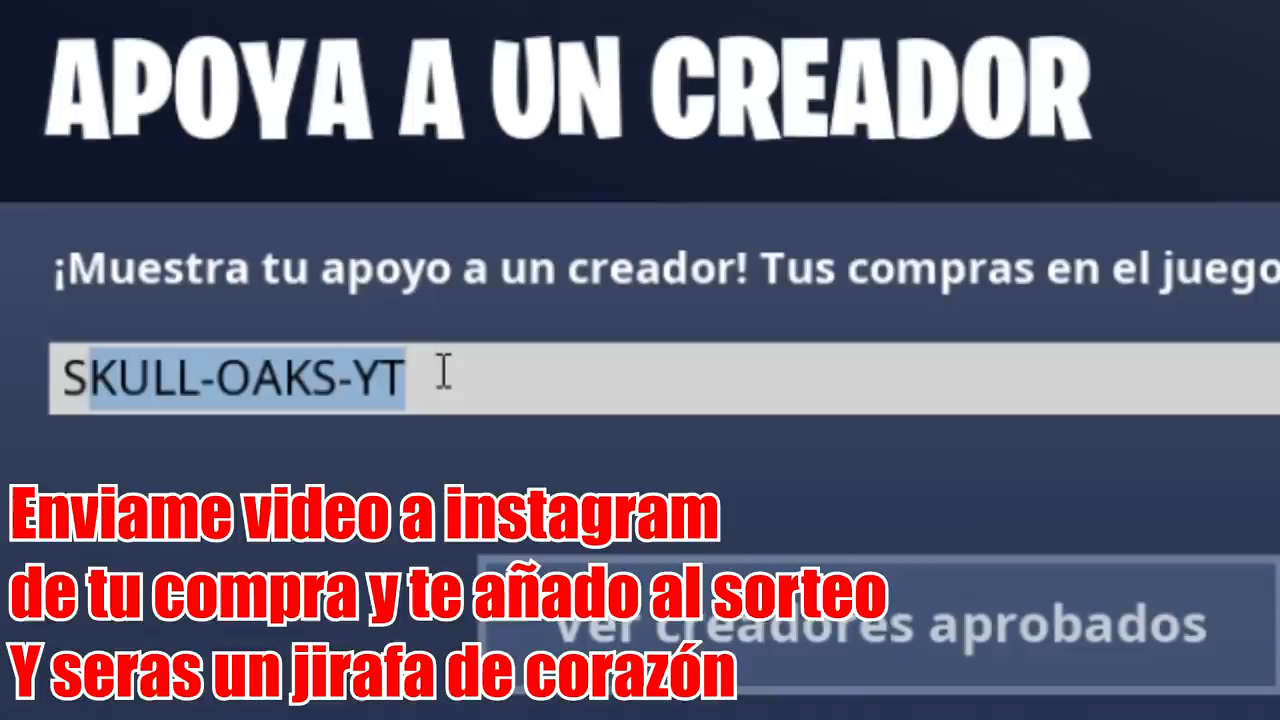 APOYA A UN CREADOR
¡Muestra tu apoyo a un creador! Tus compras en el juego
SKULL-OAKS-YT
Enviame video a instagram
de tu compra y te añado al sorteo
Ver creadores aprobados
Y seras un jirafa de corazón